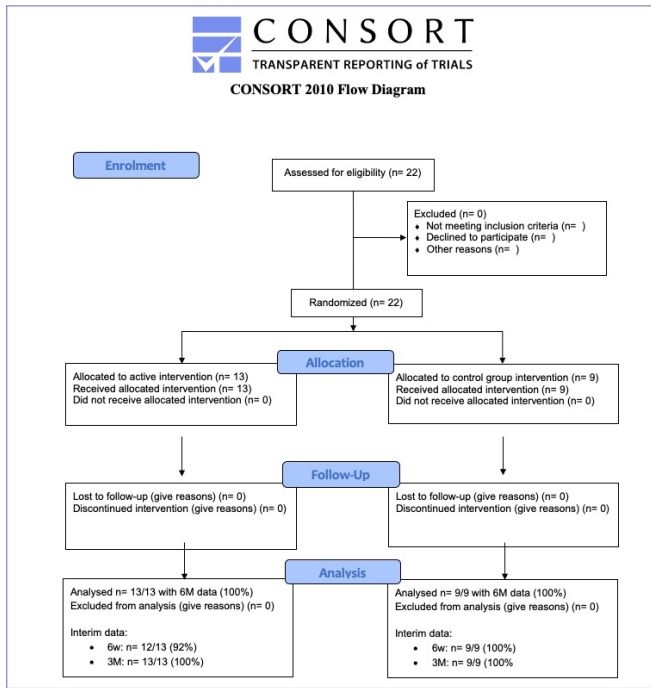 CONSORT
TRANSPARENT REPORTING of TRIALS
CONSORT 2010 Flow Diagram
Enrolment
Assessed for eligibility (n= 22)
Excluded (n= 0)
♦ Not meeting inclusion criteria (n= )
♦ Declined to participate (n= )
♦ Other reasons (n= )
Randomized (n= 22)
Allocation
Allocated to active intervention (n= 13)
Received allocated intervention (n= 13)
Did not receive allocated intervention (n= 0)
Allocated to control group intervention (n= 9)
Received allocated intervention (n= 9)
Did not receive allocated intervention (n= 0)
Follow-Up
Lost to follow-up (give reasons) (n= 0)
Discontinued intervention (give reasons) (n= 0)
Lost to follow-up (give reasons) (n= 0)
Discontinued intervention (give reasons) (n= 0)
Analysis
Analysed n= 13/13 with 6M data (100%)
Excluded from analysis (give reasons) (n= 0)
Interim data:
• 6w: n= 12/13 (92%)
• 3M: n= 13/13 (100%)
Analysed n= 9/9 with 6M data (100%)
Excluded from analysis (give reasons) (n= 0)
Interim data:
• 6w: n= 9/9 (100%)
• 3M: n= 9/9 (100%